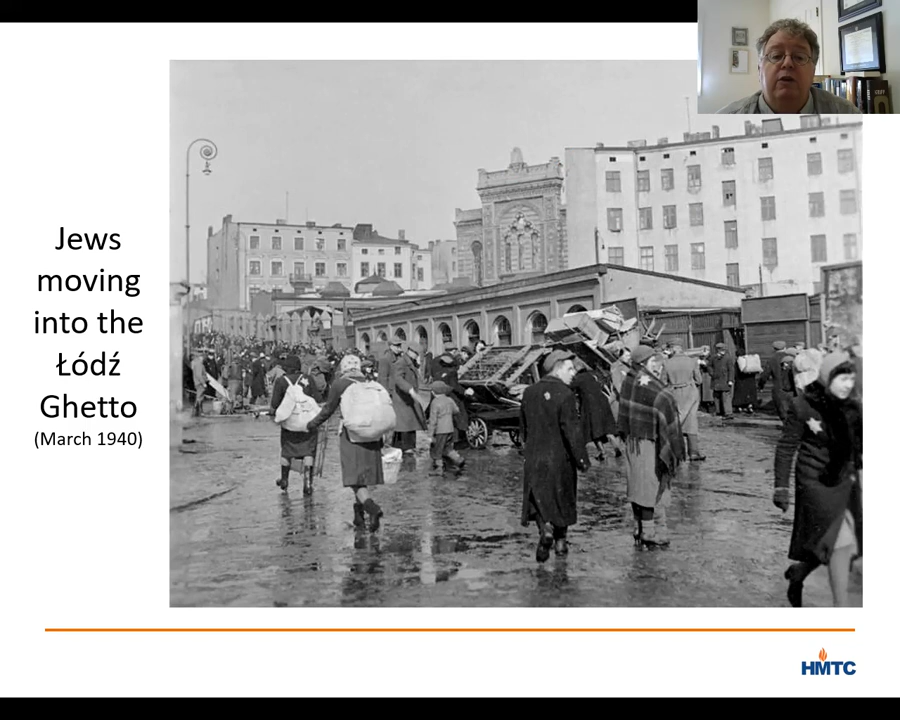 Jews
moving
into the
Łódź
Ghetto
(March 1940)
HMTC